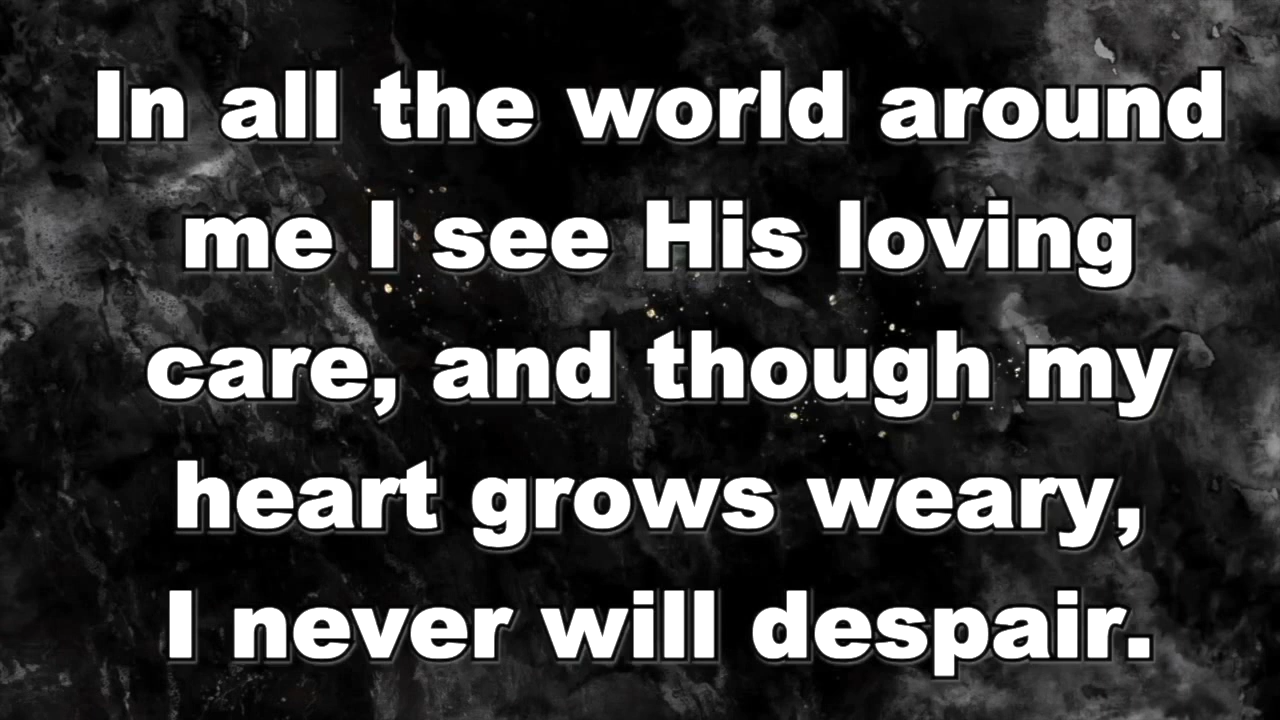 In all the world around
me I see His loving
care, and though my
heart grows weary,
I never will despair.